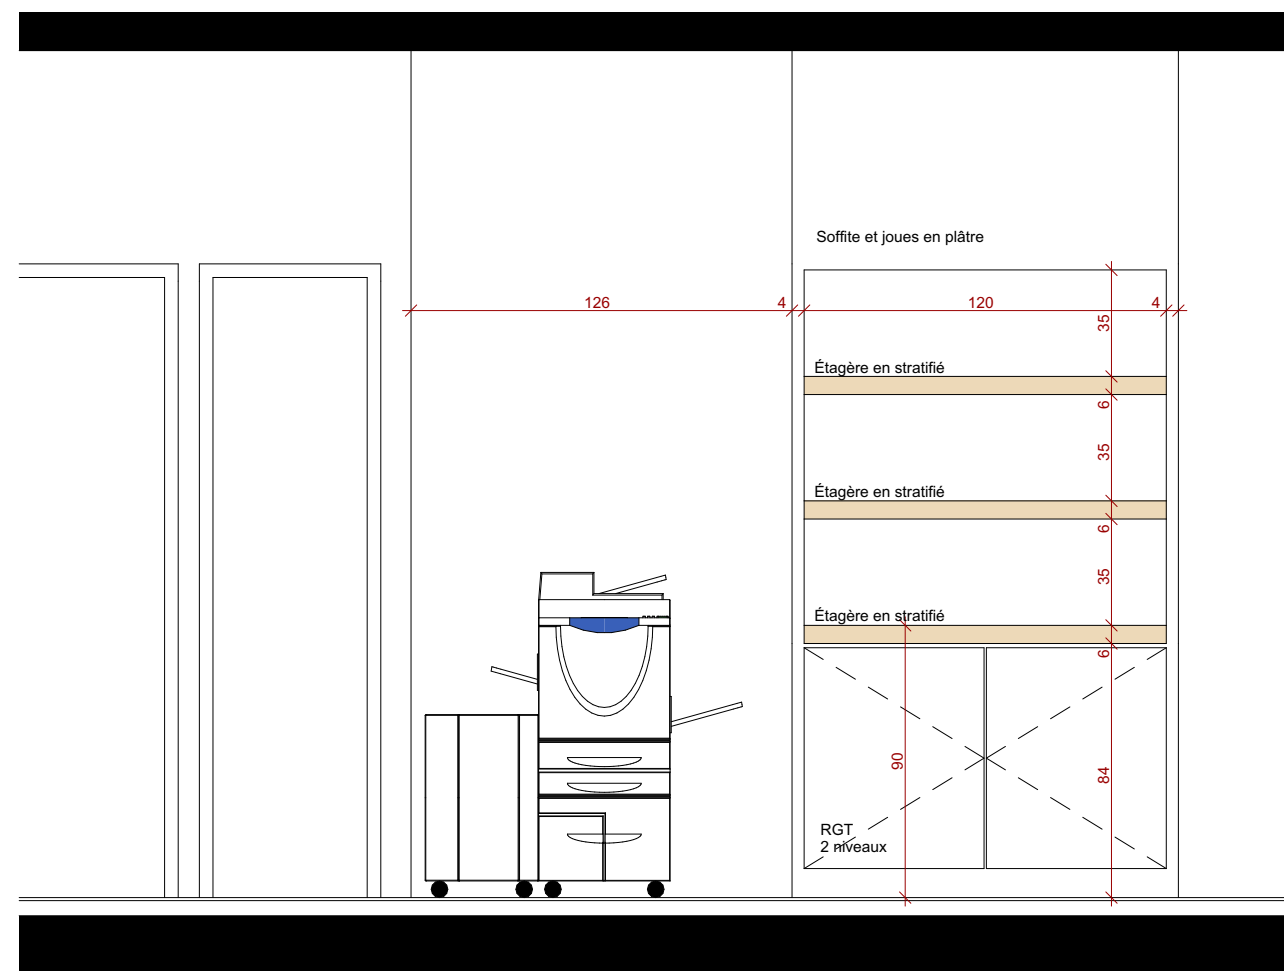 Soffite et joues en plâtre
126
4
120
4
35
Étagère en stratifié
6
35
Étagère en stratifié
6
35
Étagère en stratifié
6
90
84
RGT
2 niveaux